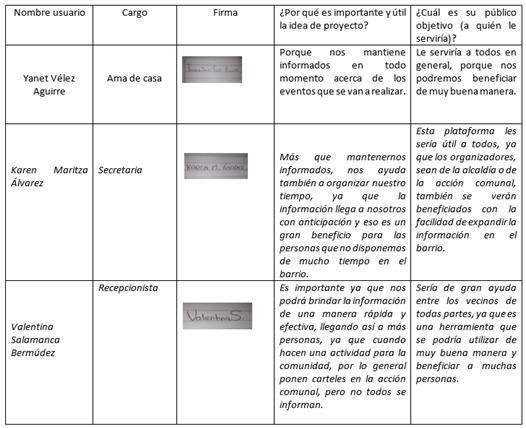 Nombre usuario
Cargo
Firma
¿Por qué es importante y útil
la idea de proyecto?
¿Cuál es su público
objetivo (a quién le
serviría)?
Yanet Vélez
Aguirre
Ama de casa
Porque nos mantiene
informados en todo
momento acerca de los
eventos que se van a realizar.
Le serviría a todos en
general, porque nos
podremos beneficiar
de muy buena manera.
Karen Maritza
Álvarez
Secretaria
KAREN M. ÁLVAREZ
Más que mantenernos
informados, nos ayuda
también a organizar nuestro
tiempo, ya que la
información llega a nosotros
con anticipación y eso es un
gran beneficio para las
personas que no disponemos
de mucho tiempo en el
barrio.
Esta plataforma les
sería útil a todos, ya
que los organizadores,
sean de la alcaldía o de
la acción comunal,
también se verán
beneficiados con la
facilidad de expandir la
información en el
barrio.
Valentina
Salamanca
Bermúdez
Recepcionista
Valentina S.
Es importante ya que nos
podrá brindar la información
de una manera rápida y
efectiva, llegando así a más
personas, ya que cuando
hacen una actividad para la
comunidad, por lo general
ponen carteles en la acción
comunal, pero no todos se
informan.
Sería de gran ayuda
entre los vecinos de
todas partes, ya que es
una herramienta que
se podría utilizar de
muy buena manera y
beneficiar a muchas
personas.